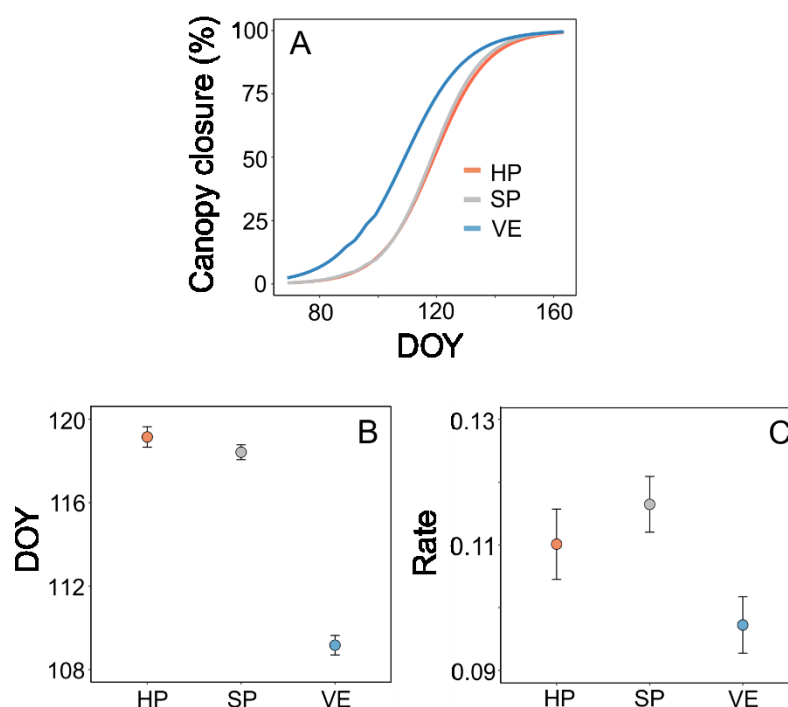 A
Canopy closure (%)
100
75
50
25
0
HP
SP
VE
80
120
160
DOY
B
DOY
120
116
112
108
HP
SP
VE
C
Rate
0.13
0.11
0.09
HP
SP
VE